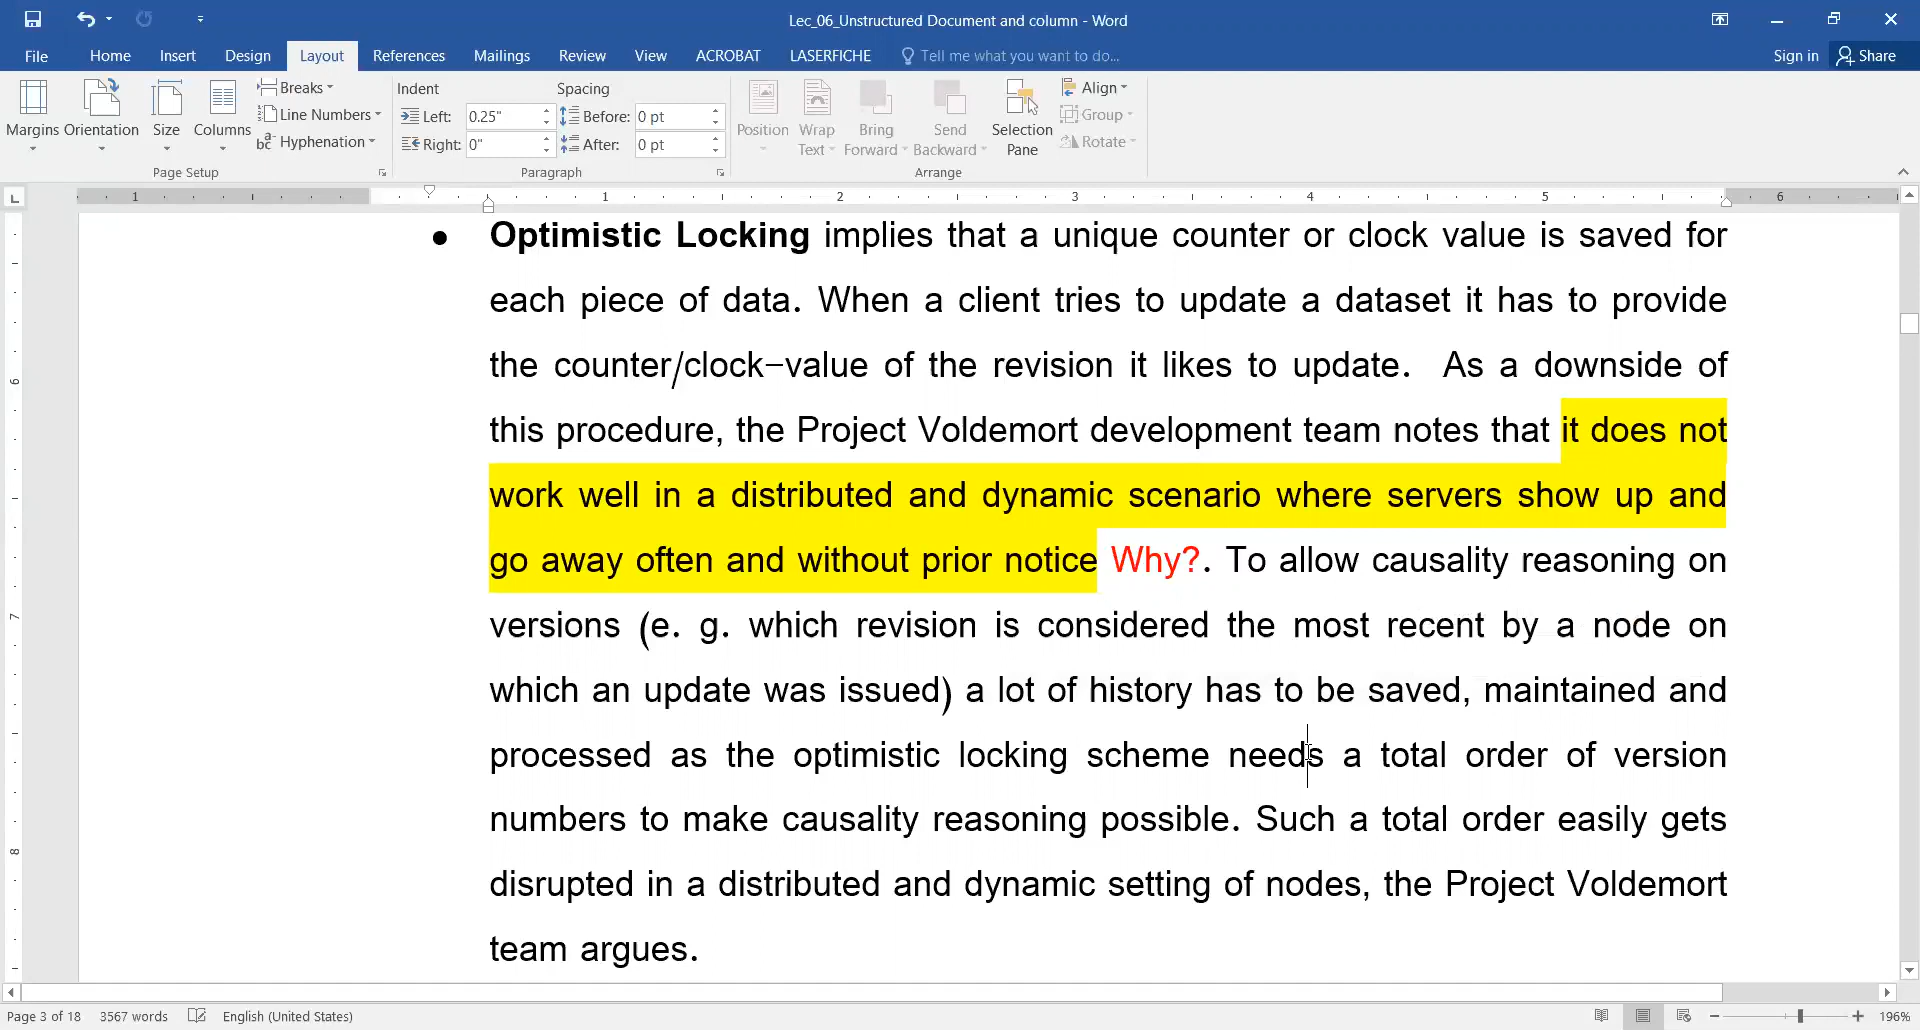 Lec_06_Unstructured Document and column - Word
File Home Insert Design Layout References Mailings Review View ACROBAT LASERFICHE Tell me what you want to do... Sign in Share
Margins Orientation Size Columns
Breaks
Line Numbers
Hyphenation
Page Setup
Indent
Left: 0.25"
Right: 0"
Spacing
Before: 0 pt
After: 0 pt
Paragraph
Position
Wrap Text
Bring Forward
Send Backward
Selection Pane
Align
Group
Rotate
Arrange
L
1 1 2 3 4 5 6
● Optimistic Locking implies that a unique counter or clock value is saved for
each piece of data. When a client tries to update a dataset it has to provide
the counter/clock-value of the revision it likes to update. As a downside of
6
this procedure, the Project Voldemort development team notes that it does not
work well in a distributed and dynamic scenario where servers show up and
go away often and without prior notice Why?. To allow causality reasoning on
7
versions (e. g. which revision is considered the most recent by a node on
which an update was issued) a lot of history has to be saved, maintained and
processed as the optimistic locking scheme needs a total order of version
numbers to make causality reasoning possible. Such a total order easily gets
8
disrupted in a distributed and dynamic setting of nodes, the Project Voldemort
team argues.
Page 3 of 18 3567 words English (United States) 196%